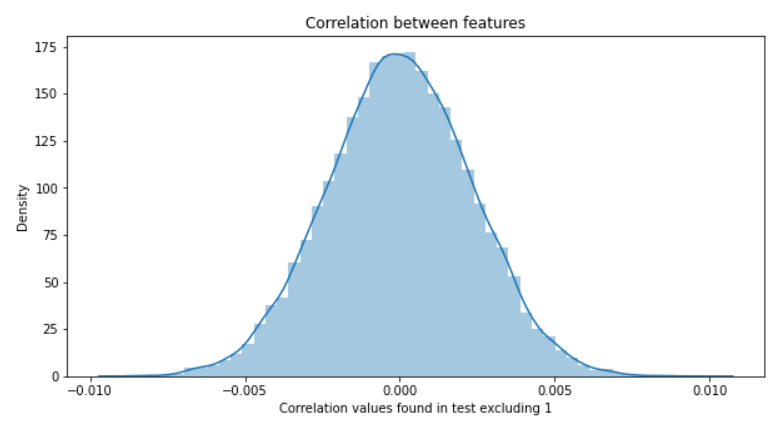 Correlation between features
175
150
125
100
75
50
25
0
Density
−0.010 −0.005 0.000 0.005 0.010
Correlation values found in test excluding 1